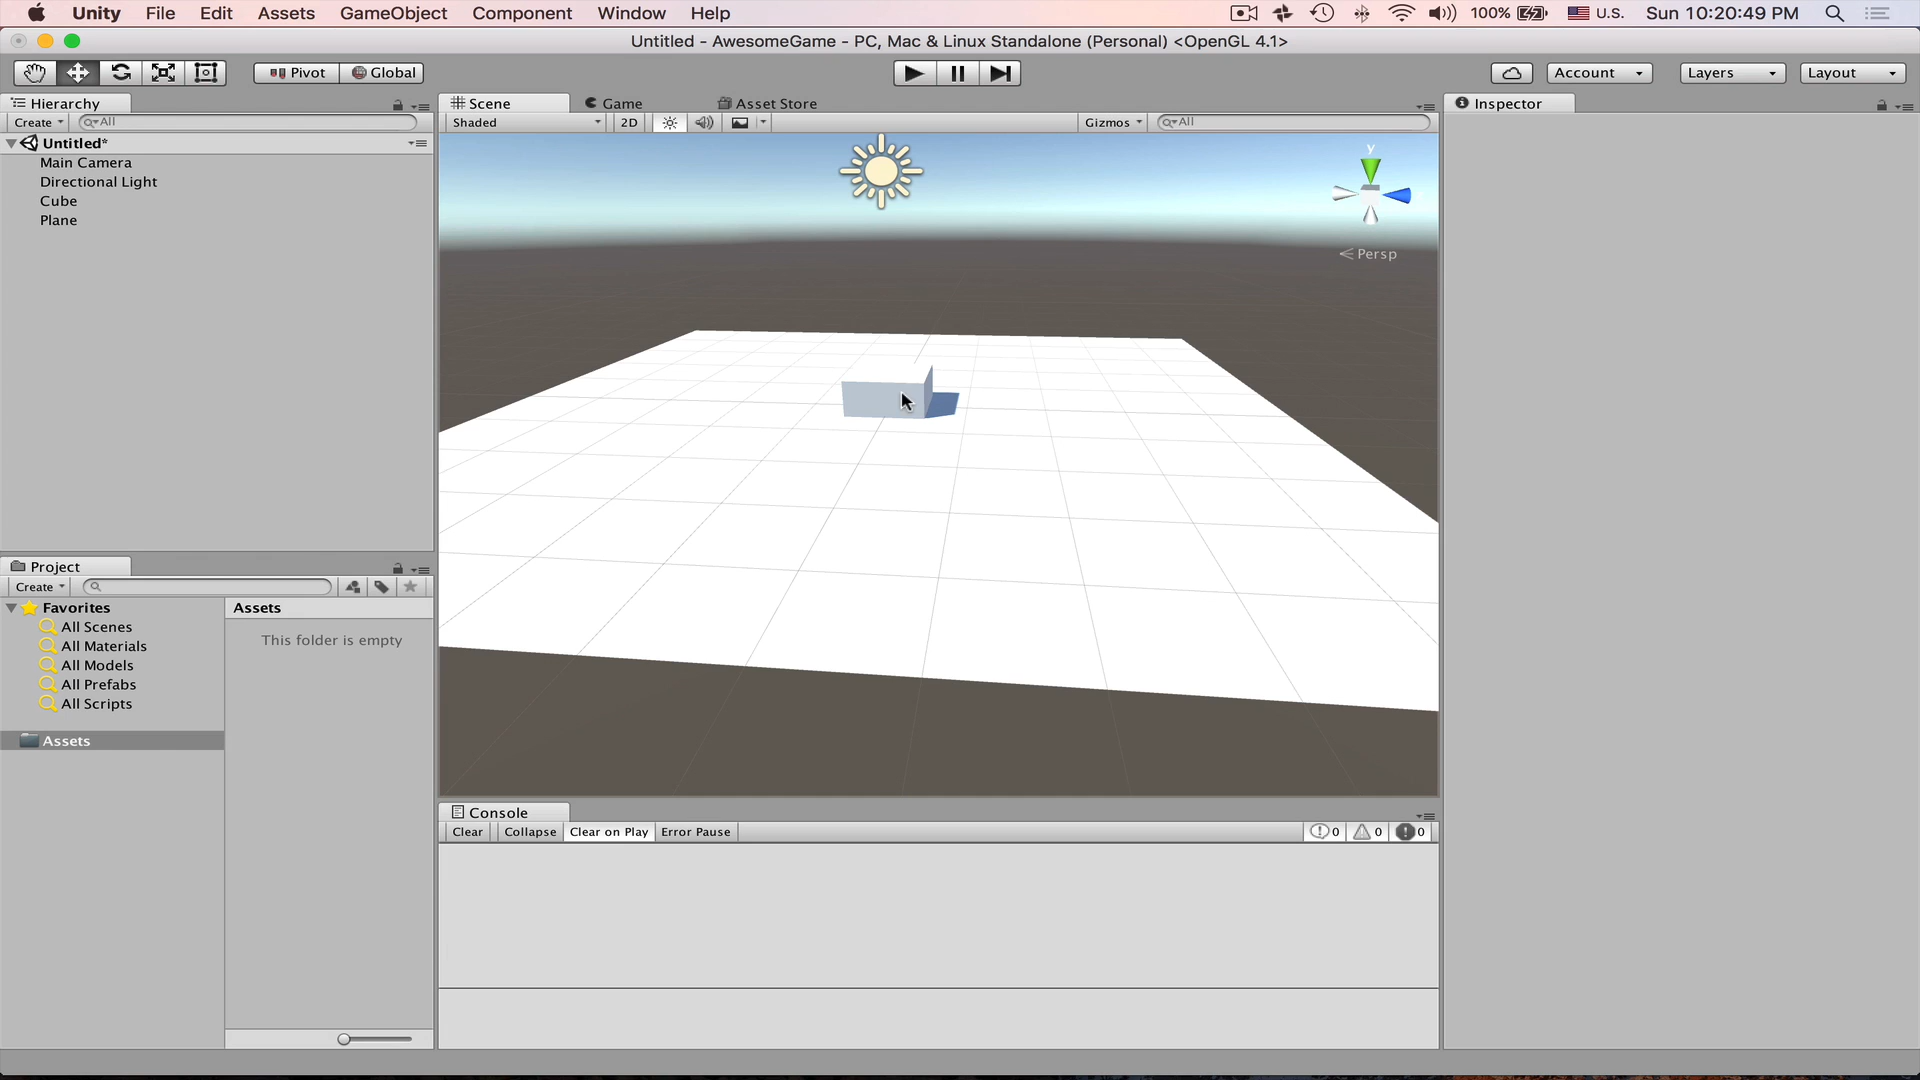 Unity File Edit Assets GameObject Component Window Help 100% U.S. Sun 10:20:49 PM
Untitled - AwesomeGame - PC, Mac & Linux Standalone (Personal) <OpenGL 4.1>
Pivot Global Account Layers Layout
Hierarchy
Create All
Untitled*
Main Camera
Directional Light
Cube
Plane
Scene Game Asset Store
Shaded 2D Gizmos All
y
Persp
Inspector
Project
Create
Favorites
All Scenes
All Materials
All Models
All Prefabs
All Scripts
Assets
Assets
This folder is empty
Console
Clear Collapse Clear on Play Error Pause 0 0 0